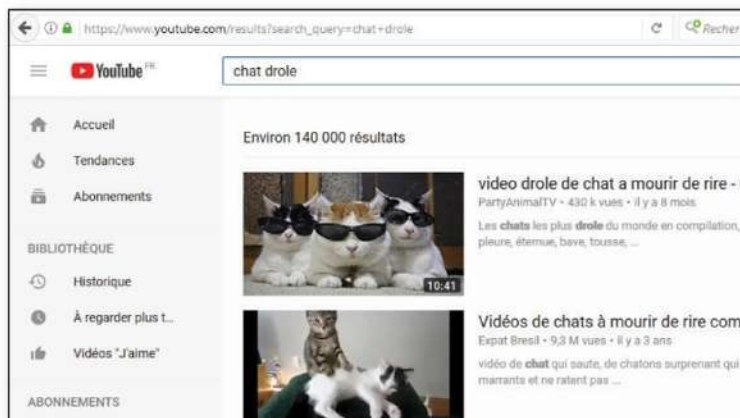 https://www.youtube.com/results?search_query=chat+drole
Recher
YouTube FR
chat drole
Accueil
Tendances
Abonnements
BIBLIOTHÈQUE
Historique
À regarder plus t...
Vidéos "J'aime"
ABONNEMENTS
Environ 140 000 résultats
10:41
video drole de chat a mourir de rire -
PartyAnimalTV • 430 k vues • il y a 8 mois
Les chats les plus drole du monde en compilation,
pleure, éternue, bave, tousse, ...
Vidéos de chats à mourir de rire com
Expat Bresil • 9,3 M vues • il y a 3 ans
vidéo de chat qui saute, de chatons surprenant qui
marrants et ne ratent pas ...